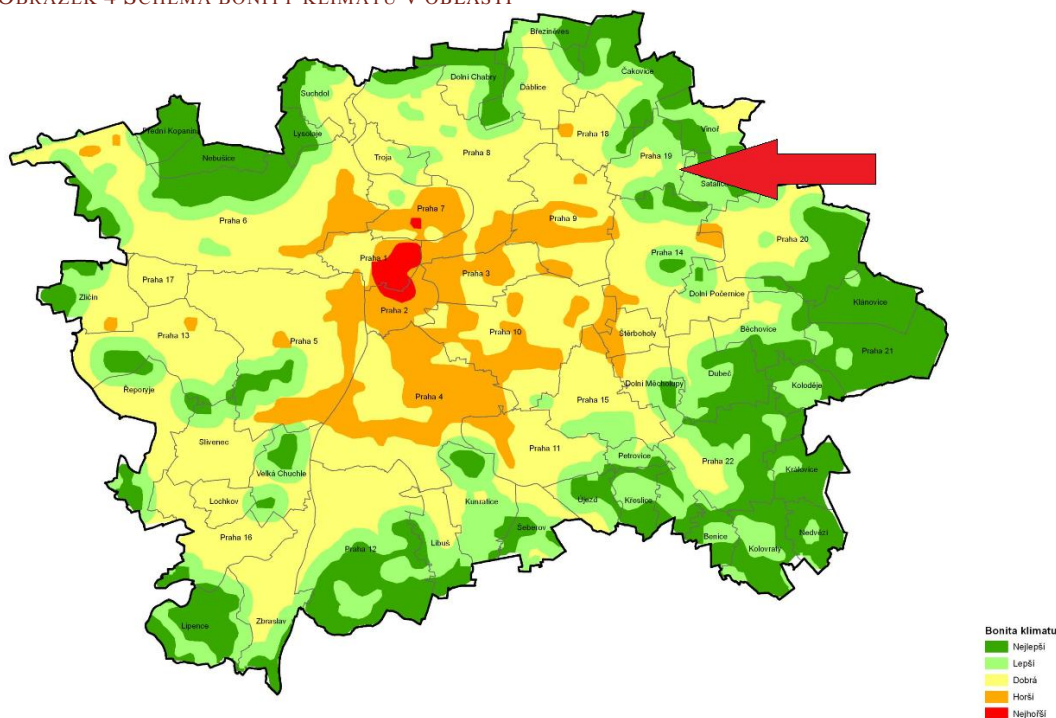 OBRÁZEK 4 SCHÉMA BONITY KLIMATU V OBLASTI
Březiněves
Dolní Chabry
Ďáblice
Čakovice
Suchdol
Přední Kopanina
Lysolaje
Nebušice
Praha 18
Vinoř
Troja
Praha 8
Praha 19
Satalice
Praha 7
Praha 6
Praha 9
Praha 20
Praha 1
Praha 14
Praha 3
Praha 17
Zličín
Dolní Počernice
Klánovice
Praha 2
Běchovice
Praha 13
Praha 5
Praha 10
Štěrboholy
Praha 21
Dubeč
Řeporyje
Dolní Měcholupy
Koloděje
Praha 4
Praha 15
Slivenec
Praha 11
Petrovice
Praha 22
Královice
Velká Chuchle
Lochkov
Kunratice
Újezd
Křeslice
Šeberov
Nedvězí
Praha 16
Libuš
Benice
Praha 12
Kolovraty
Zbraslav
Lipence
Bonita klimatu
Nejlepší
Lepší
Dobrá
Horší
Nejhorší